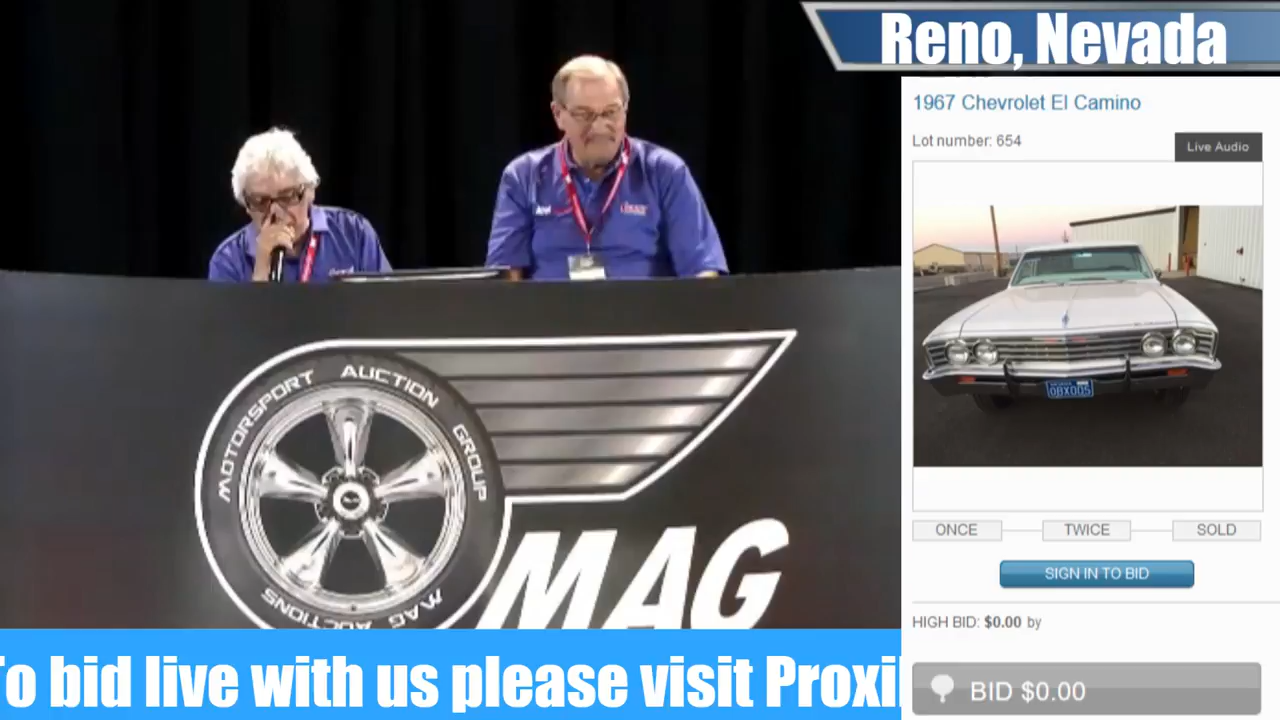 Reno, Nevada
1967 Chevrolet El Camino
Lot number: 654
Live Audio
0BX005
ONCE
TWICE
SOLD
SIGN IN TO BID
HIGH BID: $0.00 by
BID $0.00
MOTORSPORT AUCTION GROUP
MAG AUCTIONS
MAG
To bid live with us please visit Proxi